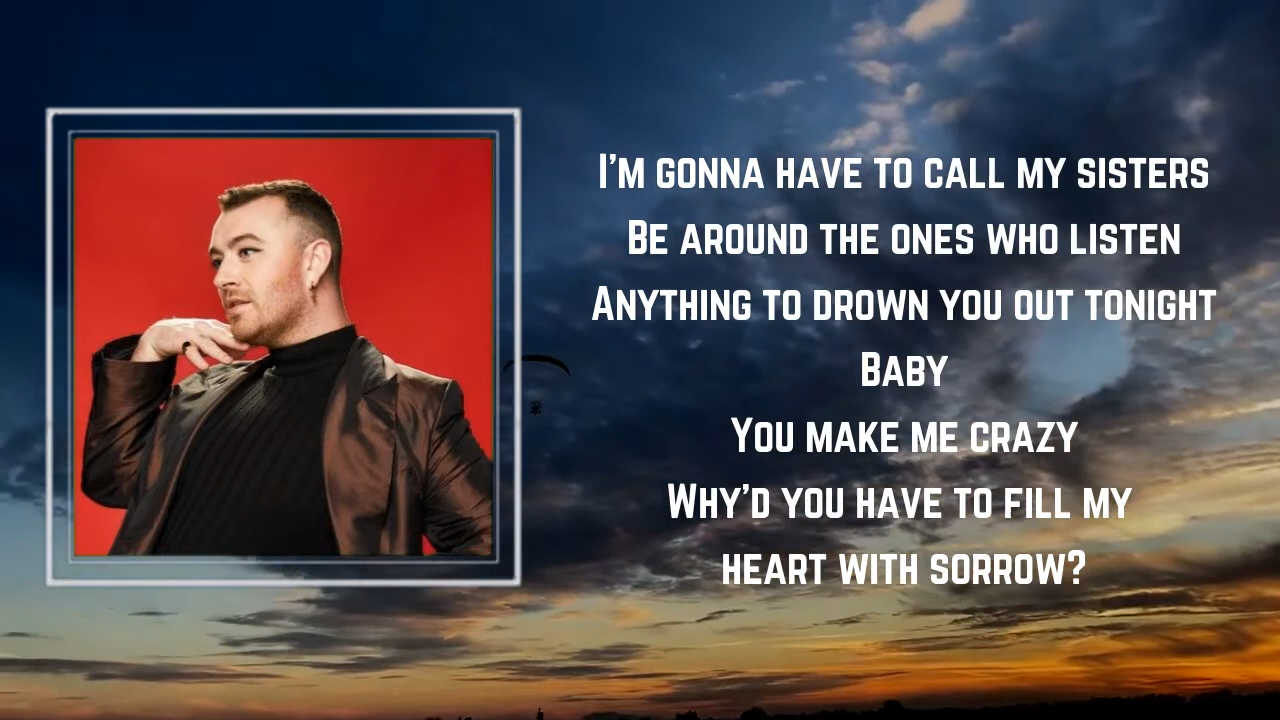 I'm gonna have to call my sisters
Be around the ones who listen
Anything to drown you out tonight
Baby
You make me crazy
Why'd you have to fill my
heart with sorrow?